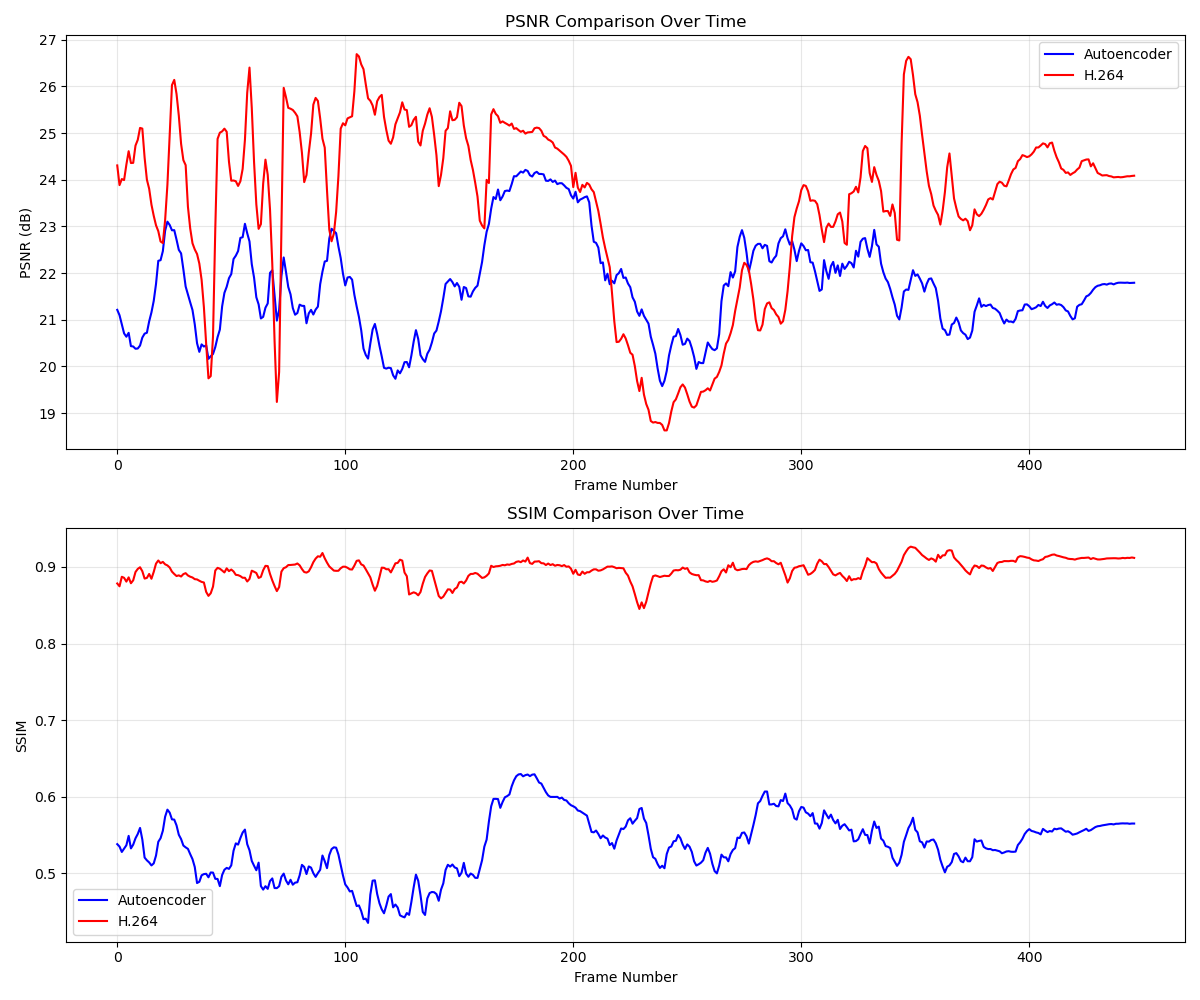 PSNR Comparison Over Time
27
26
25
24
23
22
21
20
19
PSNR (dB)
Autoencoder
H.264
0 100 200 300 400
Frame Number
SSIM Comparison Over Time
0.9
0.8
0.7
0.6
0.5
SSIM
Autoencoder
H.264
0 100 200 300 400
Frame Number